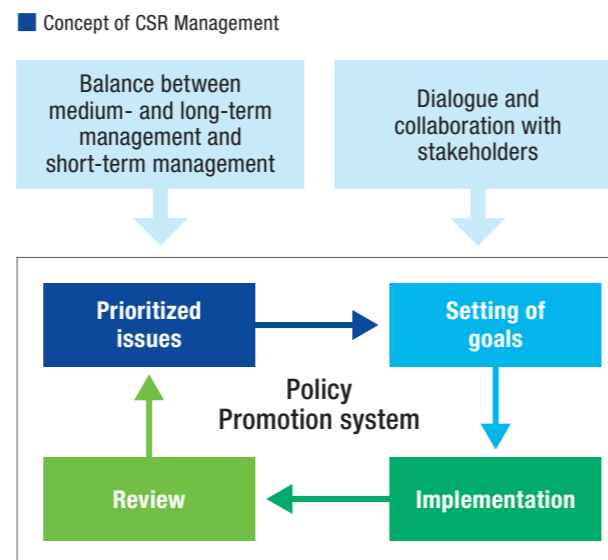 Concept of CSR Management
Balance between
medium- and long-term
management and
short-term management
Dialogue and
collaboration with
stakeholders
Prioritized
issues
Setting of
goals
Policy
Promotion system
Review
Implementation